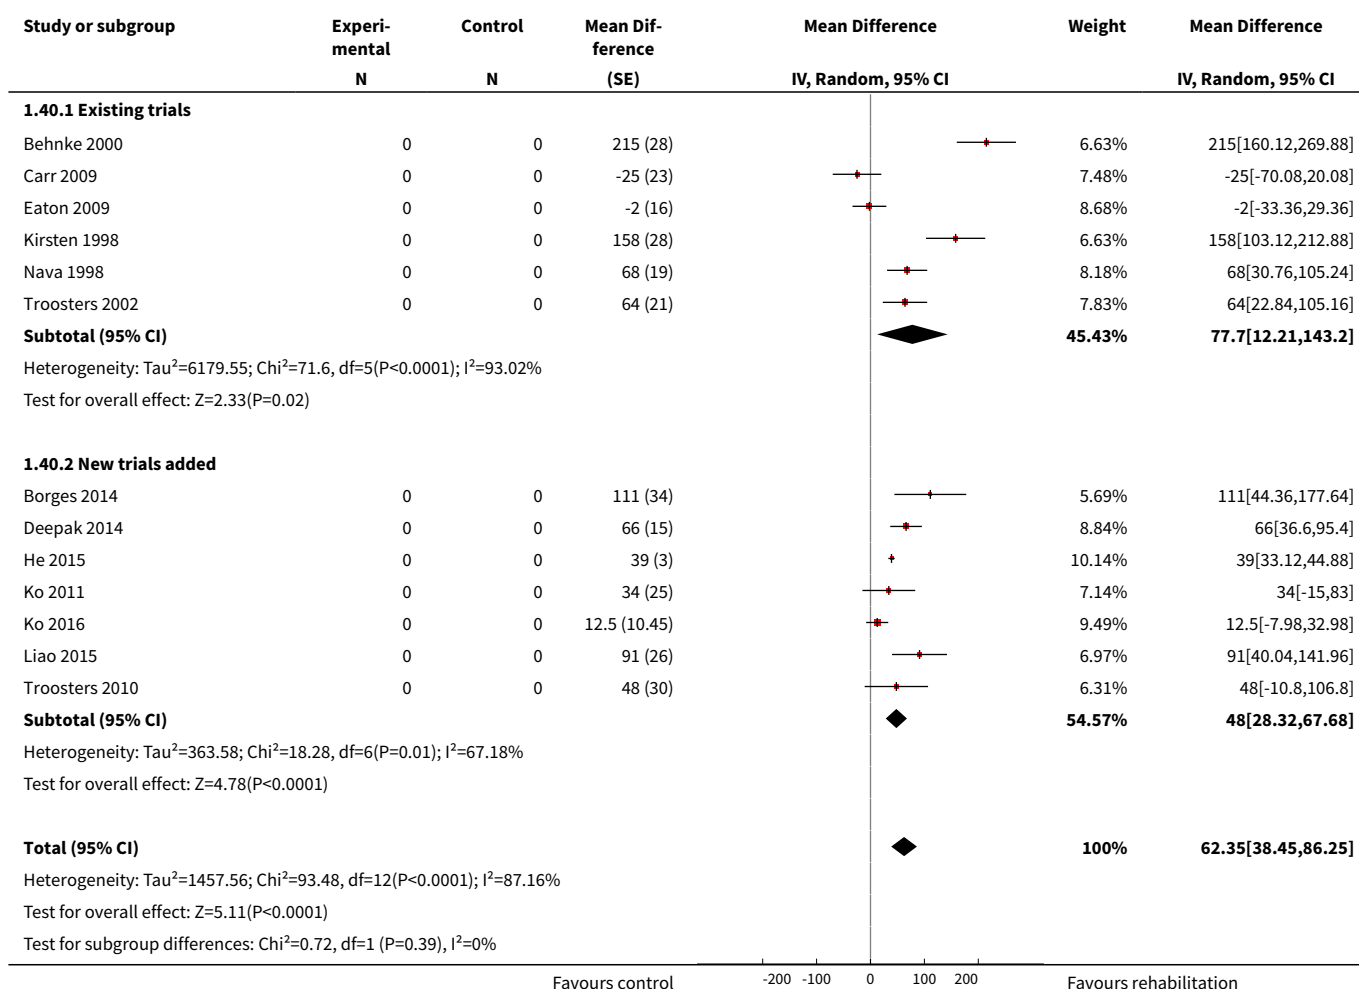 Study or subgroup Experi- Control Mean Dif- Mean Difference Weight Mean Difference
mental ference
N N (SE) IV, Random, 95% CI IV, Random, 95% CI
1.40.1 Existing trials
Behnke 2000 0 0 215 (28) 6.63% 215[160.12,269.88]
Carr 2009 0 0 -25 (23) 7.48% -25[-70.08,20.08]
Eaton 2009 0 0 -2 (16) 8.68% -2[-33.36,29.36]
Kirsten 1998 0 0 158 (28) 6.63% 158[103.12,212.88]
Nava 1998 0 0 68 (19) 8.18% 68[30.76,105.24]
Troosters 2002 0 0 64 (21) 7.83% 64[22.84,105.16]
Subtotal (95% CI) 45.43% 77.7[12.21,143.2]
Heterogeneity: Tau²=6179.55; Chi²=71.6, df=5(P<0.0001); I²=93.02%
Test for overall effect: Z=2.33(P=0.02)
1.40.2 New trials added
Borges 2014 0 0 111 (34) 5.69% 111[44.36,177.64]
Deepak 2014 0 0 66 (15) 8.84% 66[36.6,95.4]
He 2015 0 0 39 (3) 10.14% 39[33.12,44.88]
Ko 2011 0 0 34 (25) 7.14% 34[-15,83]
Ko 2016 0 0 12.5 (10.45) 9.49% 12.5[-7.98,32.98]
Liao 2015 0 0 91 (26) 6.97% 91[40.04,141.96]
Troosters 2010 0 0 48 (30) 6.31% 48[-10.8,106.8]
Subtotal (95% CI) 54.57% 48[28.32,67.68]
Heterogeneity: Tau²=363.58; Chi²=18.28, df=6(P=0.01); I²=67.18%
Test for overall effect: Z=4.78(P<0.0001)
Total (95% CI) 100% 62.35[38.45,86.25]
Heterogeneity: Tau²=1457.56; Chi²=93.48, df=12(P<0.0001); I²=87.16%
Test for overall effect: Z=5.11(P<0.0001)
Test for subgroup differences: Chi²=0.72, df=1 (P=0.39), I²=0%
Favours control -200 -100 0 100 200 Favours rehabilitation